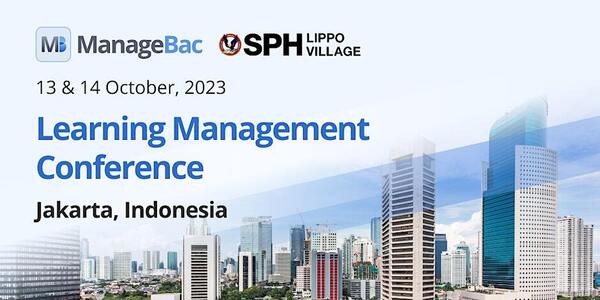 MB ManageBac SPH LIPPO VILLAGE
13 & 14 October, 2023
Learning Management
Conference
Jakarta, Indonesia